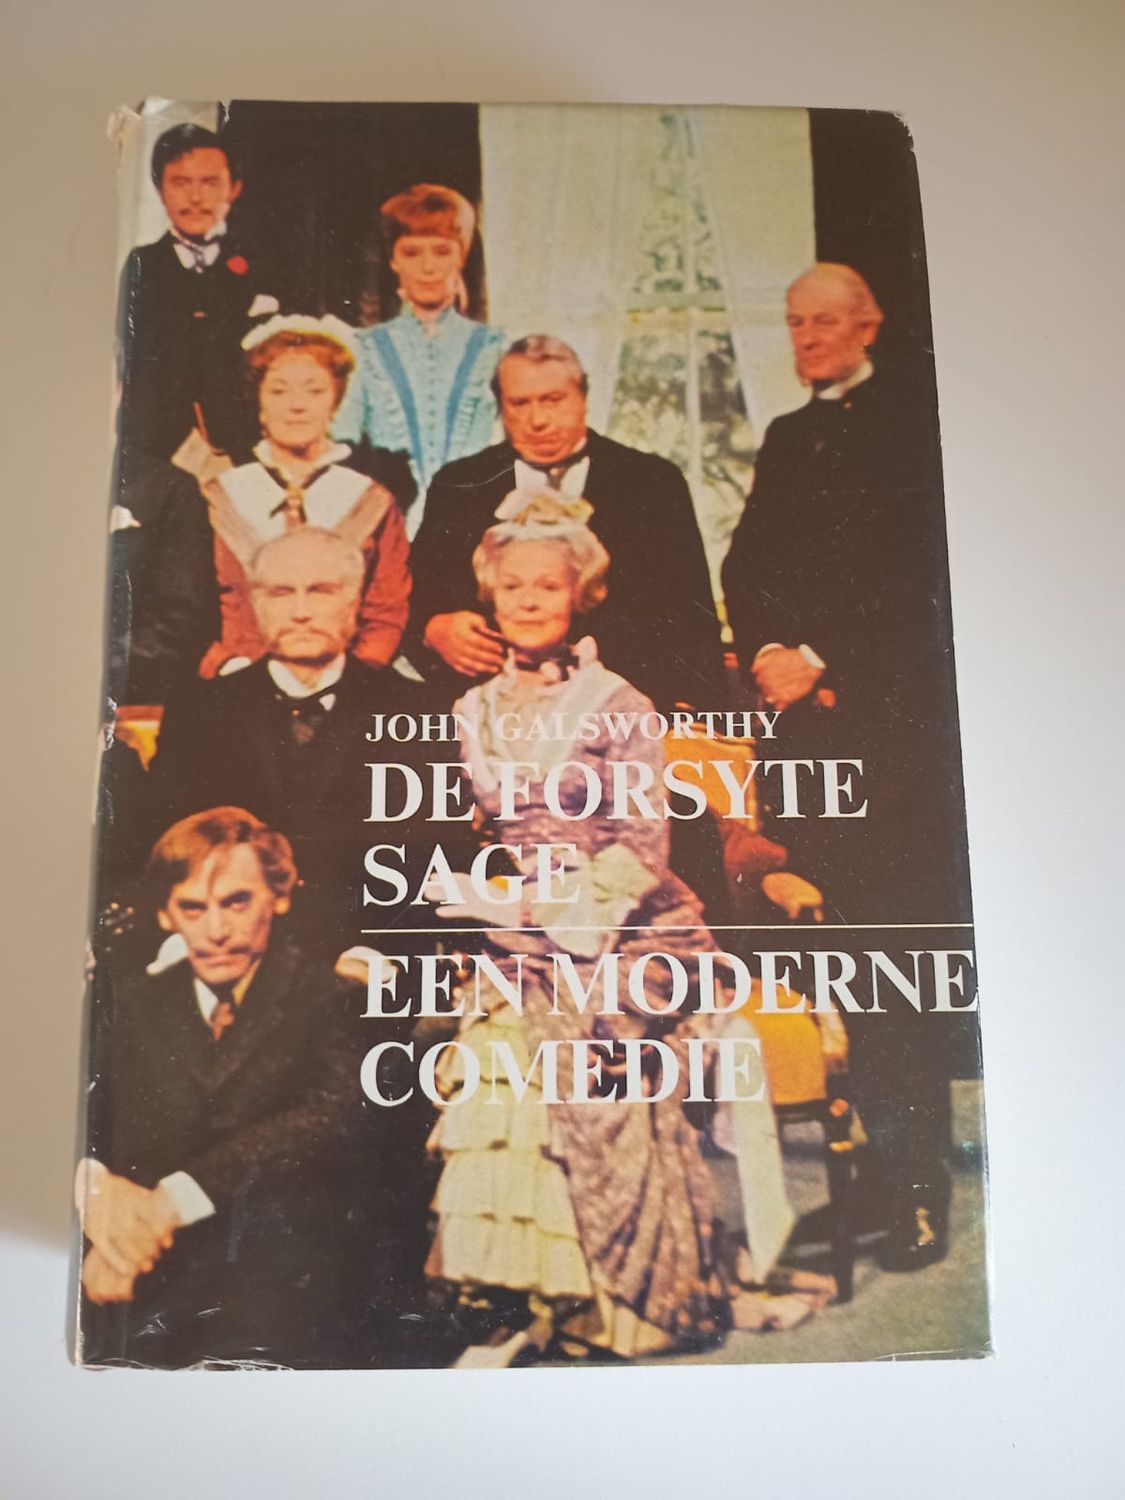 JOHN GALSWORTHY
DE FORSYTE
SAGE
EEN MODERNE
COMEDIE